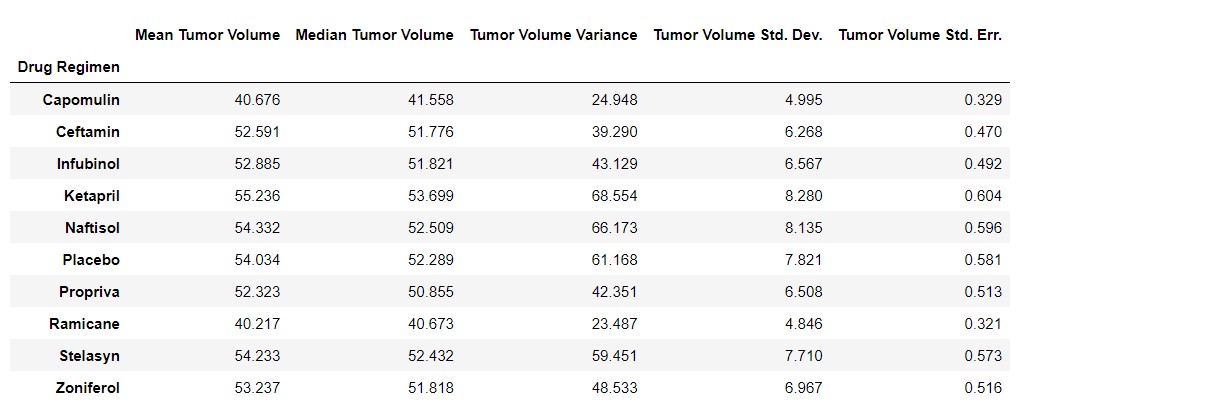 Mean Tumor Volume Median Tumor Volume Tumor Volume Variance Tumor Volume Std. Dev. Tumor Volume Std. Err.
Drug Regimen
Capomulin 40.676 41.558 24.948 4.995 0.329
Ceftamin 52.591 51.776 39.290 6.268 0.470
Infubinol 52.885 51.821 43.129 6.567 0.492
Ketapril 55.236 53.699 68.554 8.280 0.604
Naftisol 54.332 52.509 66.173 8.135 0.596
Placebo 54.034 52.289 61.168 7.821 0.581
Propriva 52.323 50.855 42.351 6.508 0.513
Ramicane 40.217 40.673 23.487 4.846 0.321
Stelasyn 54.233 52.432 59.451 7.710 0.573
Zoniferol 53.237 51.818 48.533 6.967 0.516